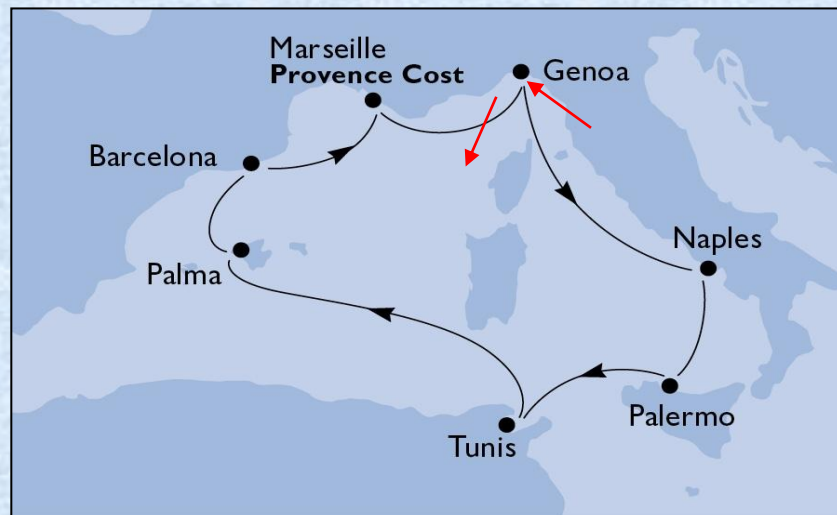 Marseille
Provence Cost
Genoa
Barcelona
Naples
Palma
Palermo
Tunis